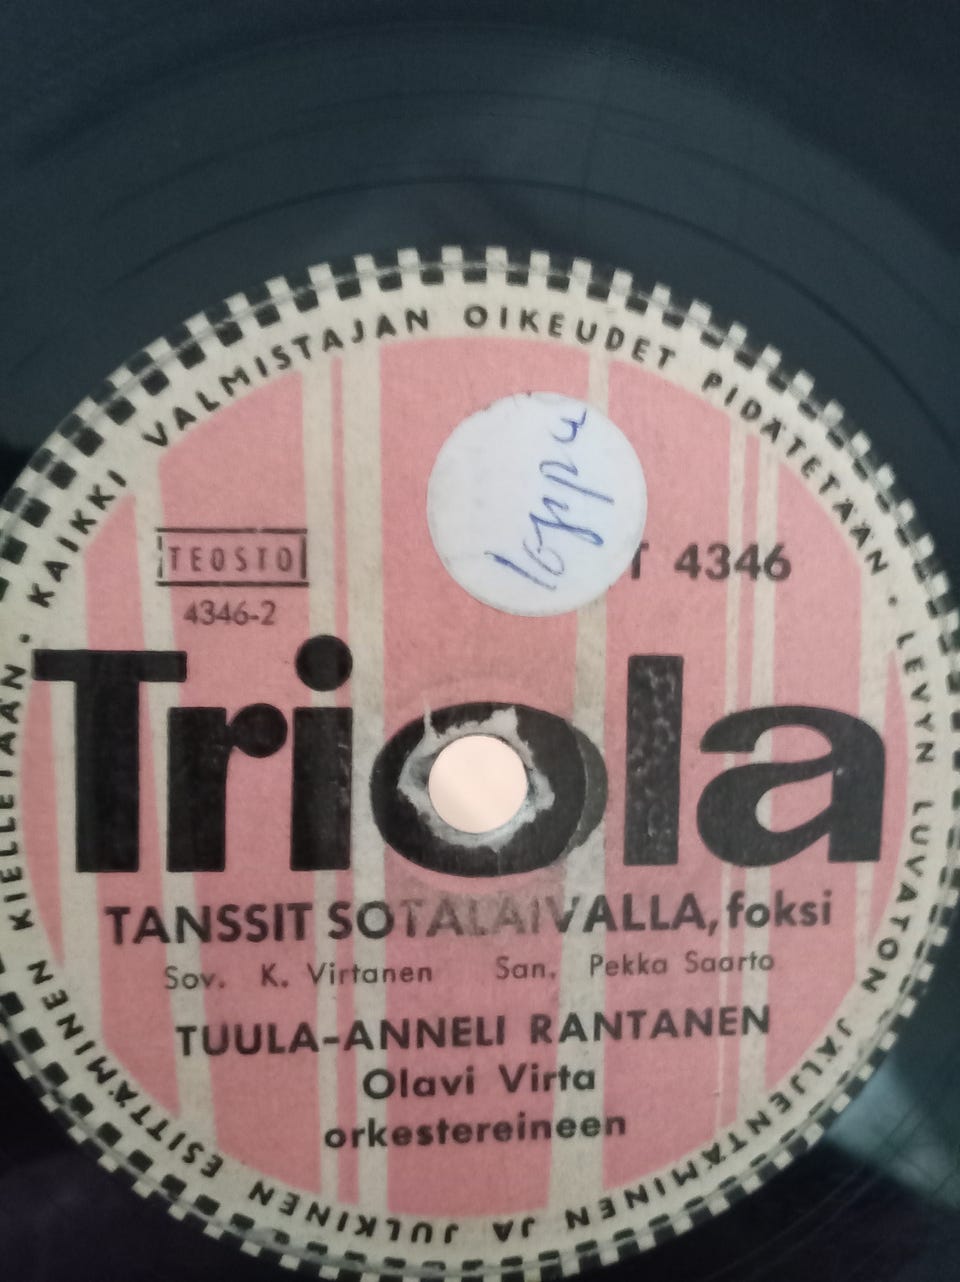 KAIKKI VALMISTAJAN OIKEUDET PIDÄTETÄÄN · LEVYN LUVATON JÄLJENTÄMINEN JA JULKINEN ESITTÄMINEN KIELLETÄÄN ·
loppu
TEOSTO
T 4346
4346-2
Triola
TANSSIT SOTALAIVALLA, foksi
Sov. K. Virtanen San. Pekka Saarto
TUULA-ANNELI RANTANEN
Olavi Virta
orkestereineen